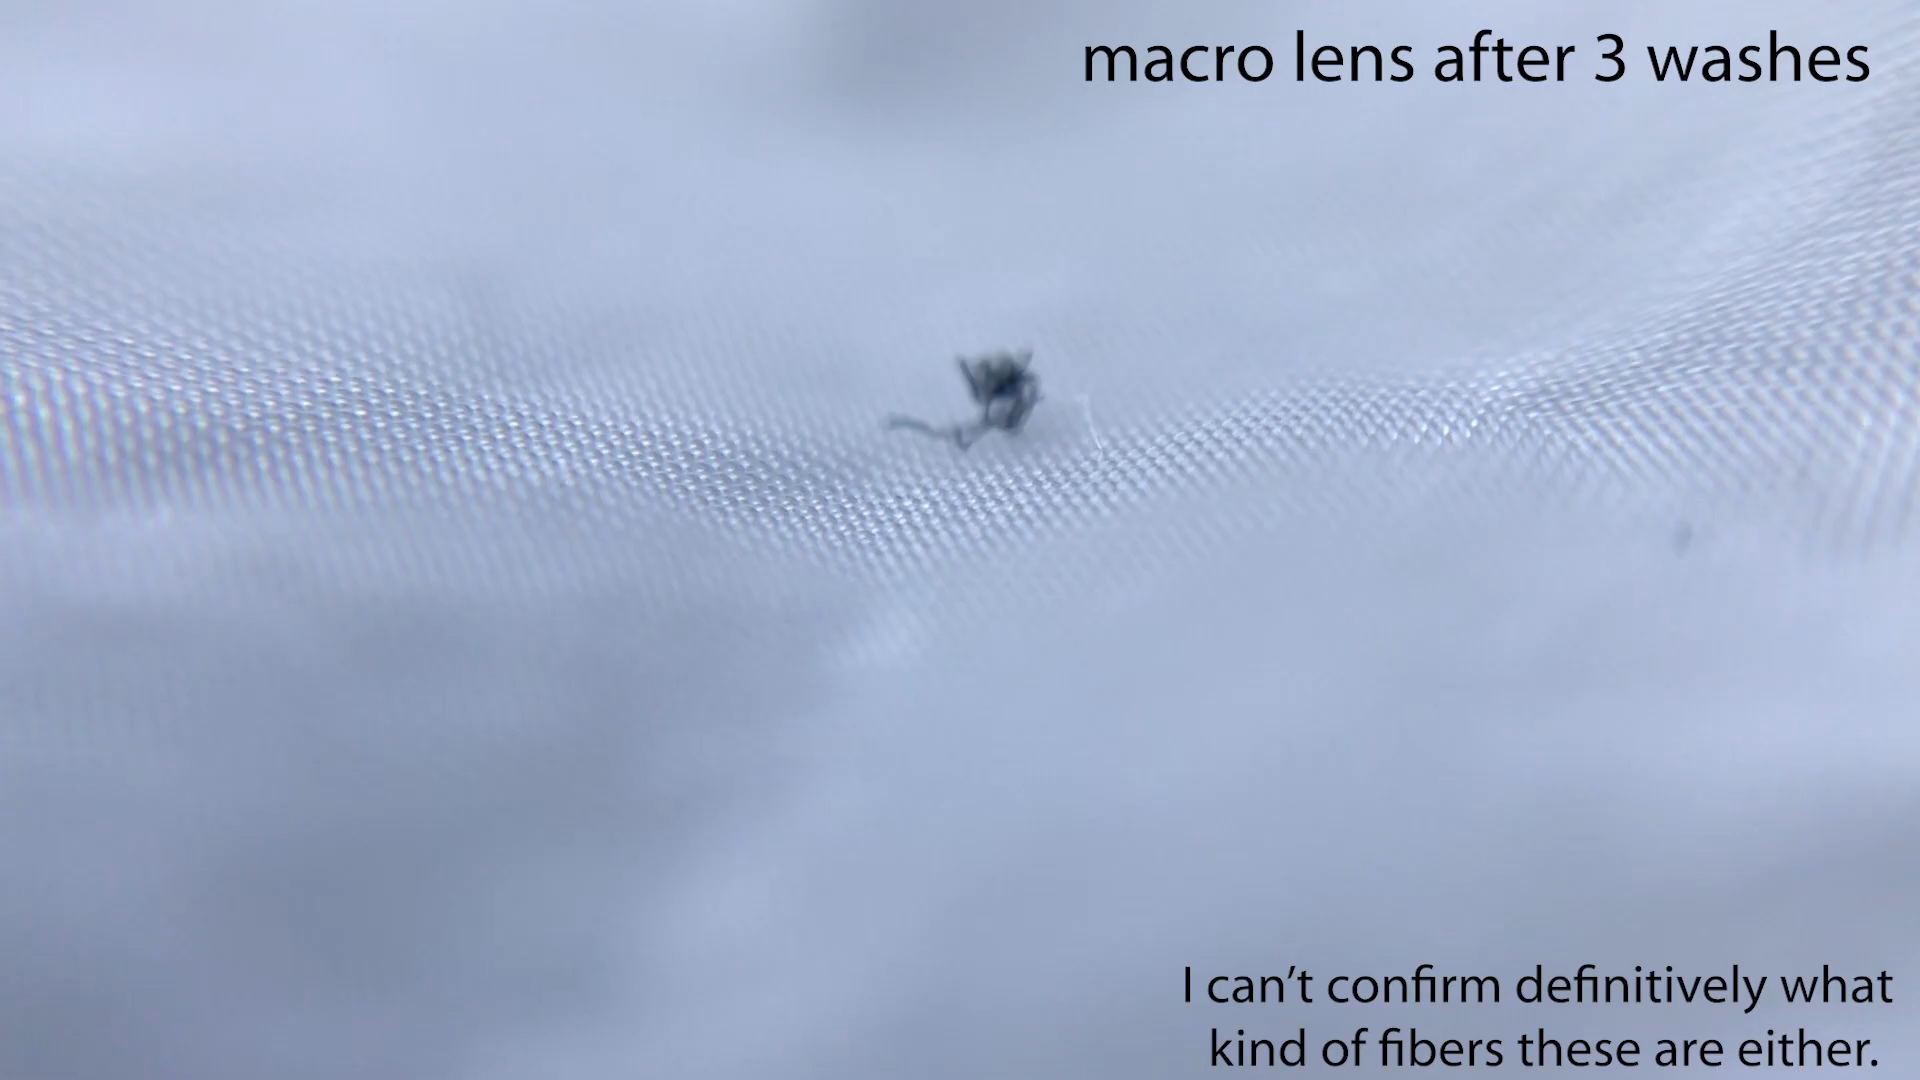 macro lens after 3 washes
I can’t confirm definitively what
kind of fibers these are either.